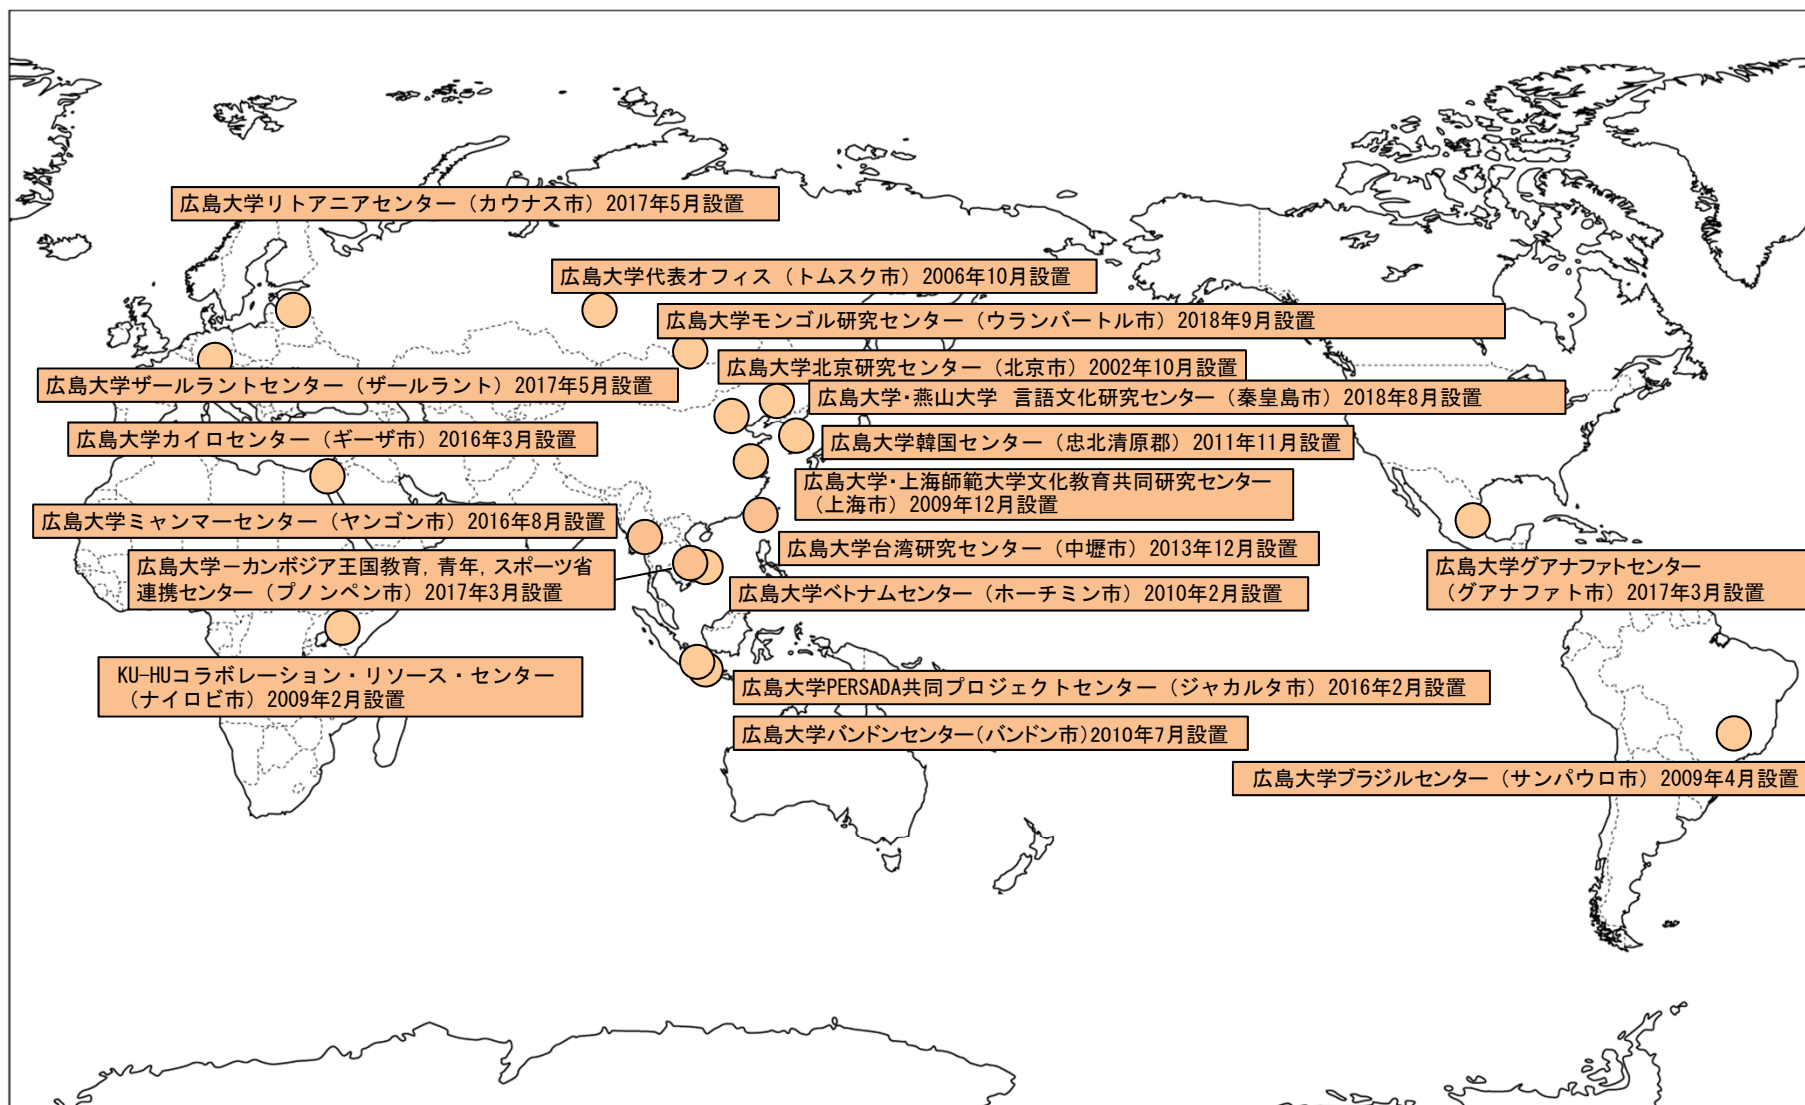 広島大学リトアニアセンター（カウナス市）2017年5月設置
広島大学代表オフィス（トムスク市）2006年10月設置
広島大学モンゴル研究センター（ウランバートル市）2018年9月設置
広島大学北京研究センター（北京市）2002年10月設置
広島大学ザールラントセンター（ザールラント）2017年5月設置
広島大学・燕山大学　言語文化研究センター（秦皇島市）2018年8月設置
広島大学カイロセンター（ギーザ市）2016年3月設置
広島大学韓国センター（忠北清原郡）2011年11月設置
広島大学・上海師範大学文化教育共同研究センター
（上海市）2009年12月設置
広島大学ミャンマーセンター（ヤンゴン市）2016年8月設置
広島大学台湾研究センター（中壢市）2013年12月設置
広島大学－カンボジア王国教育，青年，スポーツ省
連携センター（プノンペン市）2017年3月設置
広島大学ベトナムセンター（ホーチミン市）2010年2月設置
広島大学グアナファトセンター
（グアナファト市）2017年3月設置
KU-HUコラボレーション・リソース・センター
（ナイロビ市）2009年2月設置
広島大学PERSADA共同プロジェクトセンター（ジャカルタ市）2016年2月設置
広島大学バンドンセンター(バンドン市)2010年7月設置
広島大学ブラジルセンター（サンパウロ市）2009年4月設置